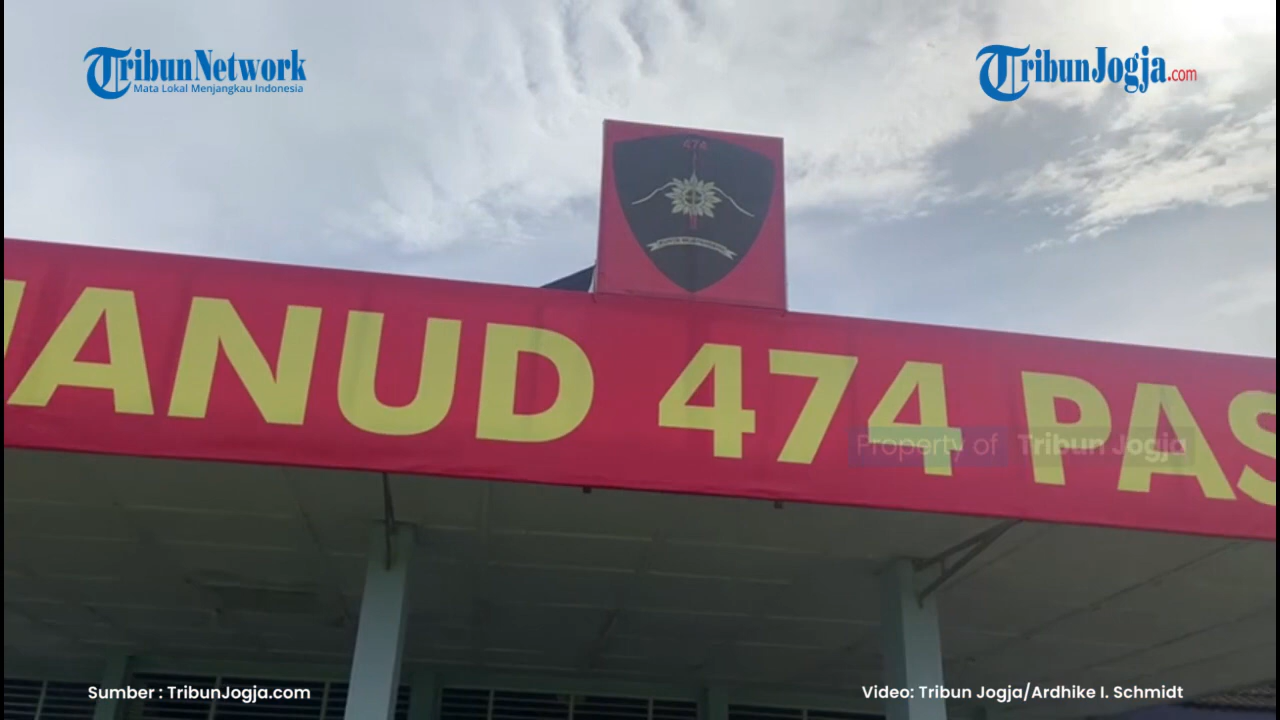 TribunNetwork
Mata Lokal Menjangkau Indonesia
TribunJogja.com
474
ANUD 474 PAS
Property of Tribun Jogja
Sumber : TribunJogja.com
Video: Tribun Jogja/Ardhike I. Schmidt